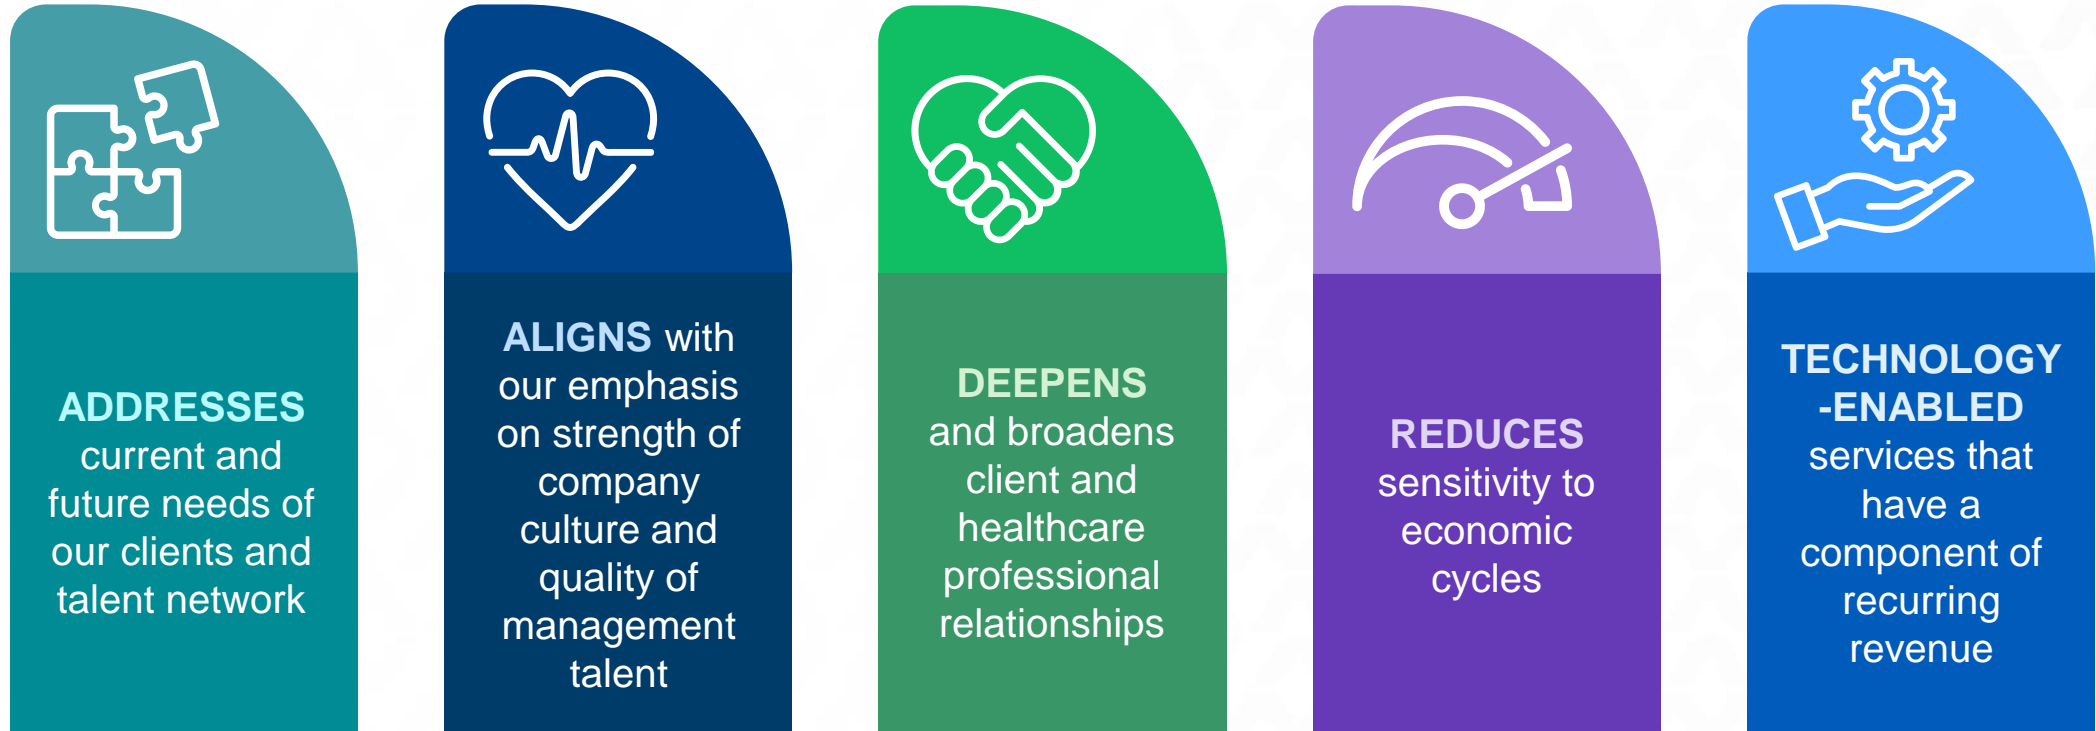 ADDRESSES
current and
future needs of
our clients and
talent network
ALIGNS with
our emphasis
on strength of
company
culture and
quality of
management
talent
DEEPENS
and broadens
client and
healthcare
professional
relationships
REDUCES
sensitivity to
economic
cycles
TECHNOLOGY
-ENABLED
services that
have a
component of
recurring
revenue